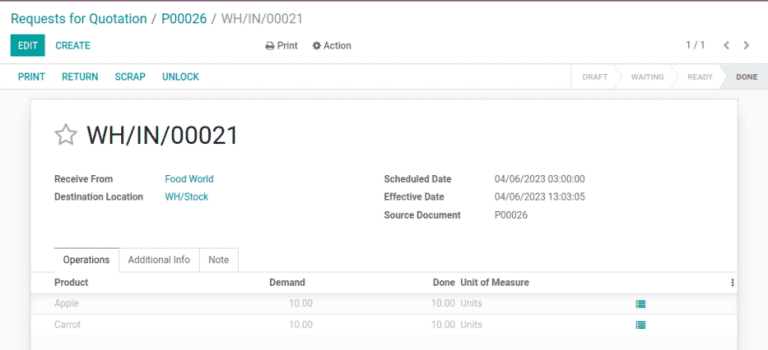 Requests for Quotation / P00026 / WH/IN/00021
EDIT CREATE Print Action 1 / 1
PRINT RETURN SCRAP UNLOCK DRAFT WAITING READY DONE
WH/IN/00021
Receive From Food World Scheduled Date 04/06/2023 03:00:00
Destination Location WH/Stock Effective Date 04/06/2023 13:03:05
Source Document P00026
Operations Additional Info Note
Product Demand Done Unit of Measure
Apple 10.00 10.00 Units
Carrot 10.00 10.00 Units